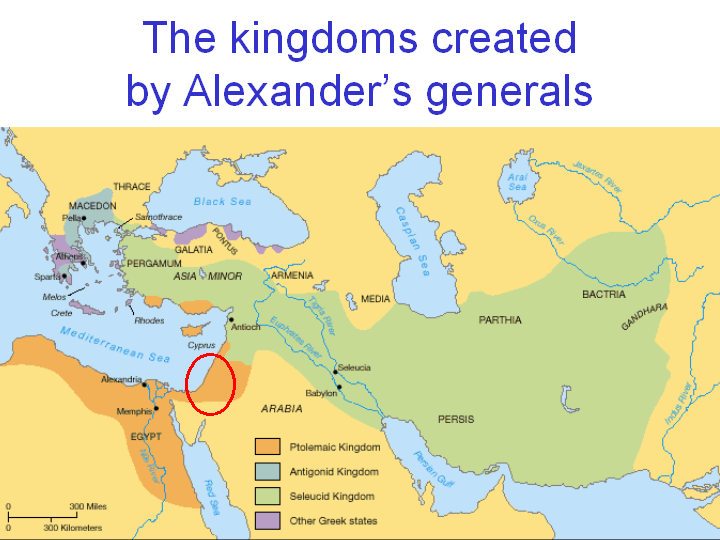 The kingdoms created
by Alexander's generals
THRACE
Black Sea
Aral
Sea
Jaxartes River
MACEDON
Pella
Samothrace
Caspian Sea
Oxus River
GALATIA
PONTUS
Athens
PERGAMUM
ASIA MINOR
ARMENIA
Sparta
MEDIA
BACTRIA
Melos
Crete
Rhodes
Tigris River
PARTHIA
GANDHARA
Antioch
Euphrates River
Mediterranean Sea
Cyprus
Seleucia
Alexandria
Babylon
Memphis
ARABIA
PERSIS
Indus River
EGYPT
Nile River
Red Sea
Persian Gulf
Ptolemaic Kingdom
Antigonid Kingdom
Seleucid Kingdom
Other Greek states
0 300 Miles
0 300 Kilometers